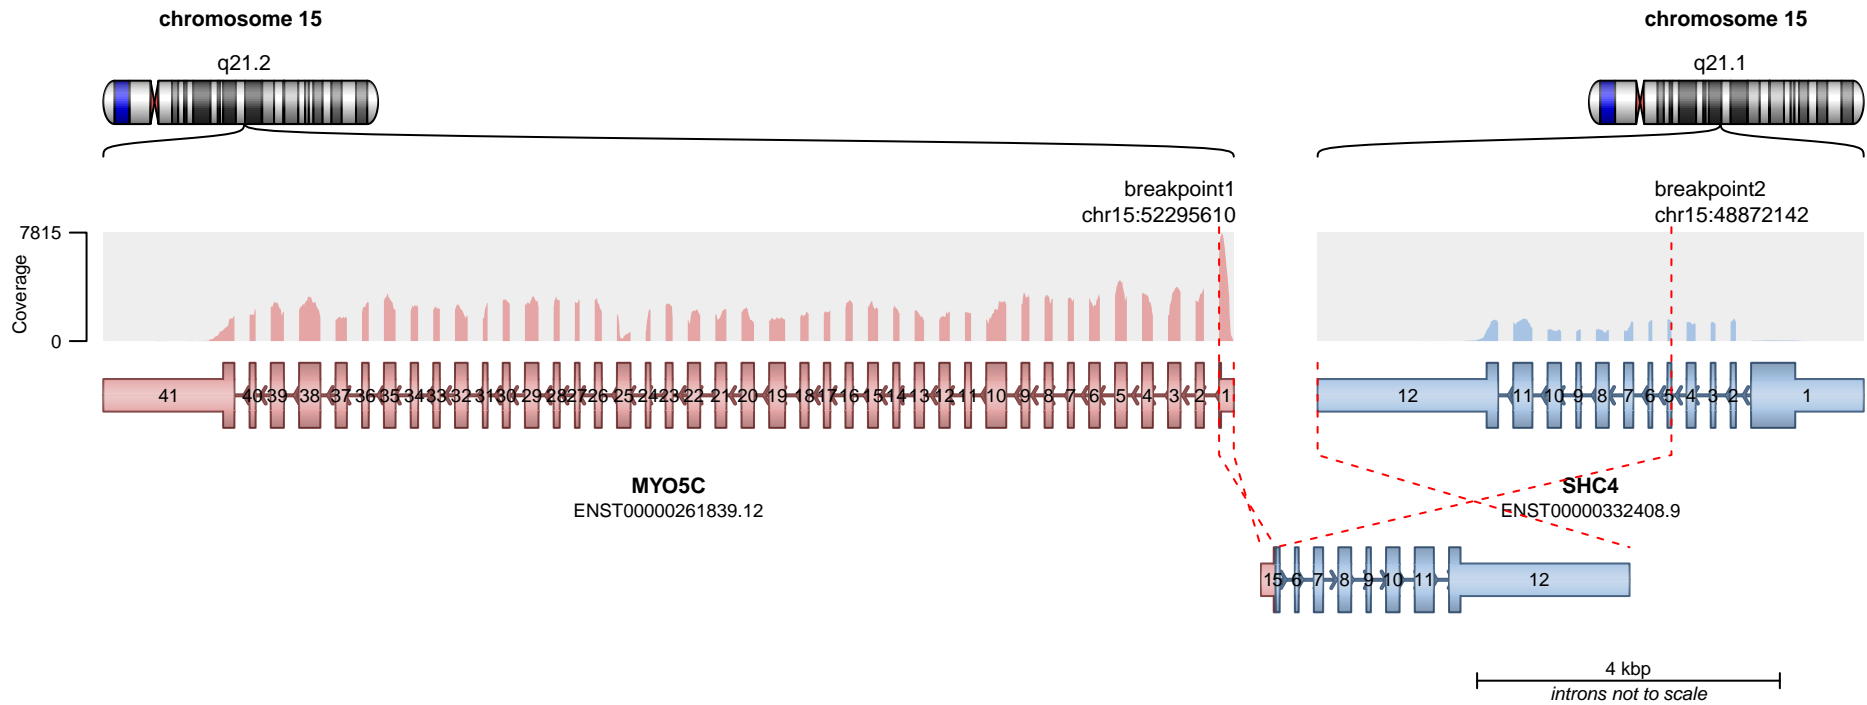 chromosome 15
chromosome 15
q21.2
q21.1
breakpoint1
chr15:52295610
breakpoint2
chr15:48872142
7815
Coverage
0
41 40 39 38 37 36 35 34 33 32 31 30 29 28 27 26 25 24 23 22 21 20 19 18 17 16 15 14 13 12 11 10 9 8 7 6 5 4 3 2 1
12 11 10 9 8 7 6 5 4 3 2 1
MYO5C
ENST00000261839.12
SHC4
ENST00000332408.9
1 5 6 7 8 9 10 11 12
4 kbp
introns not to scale